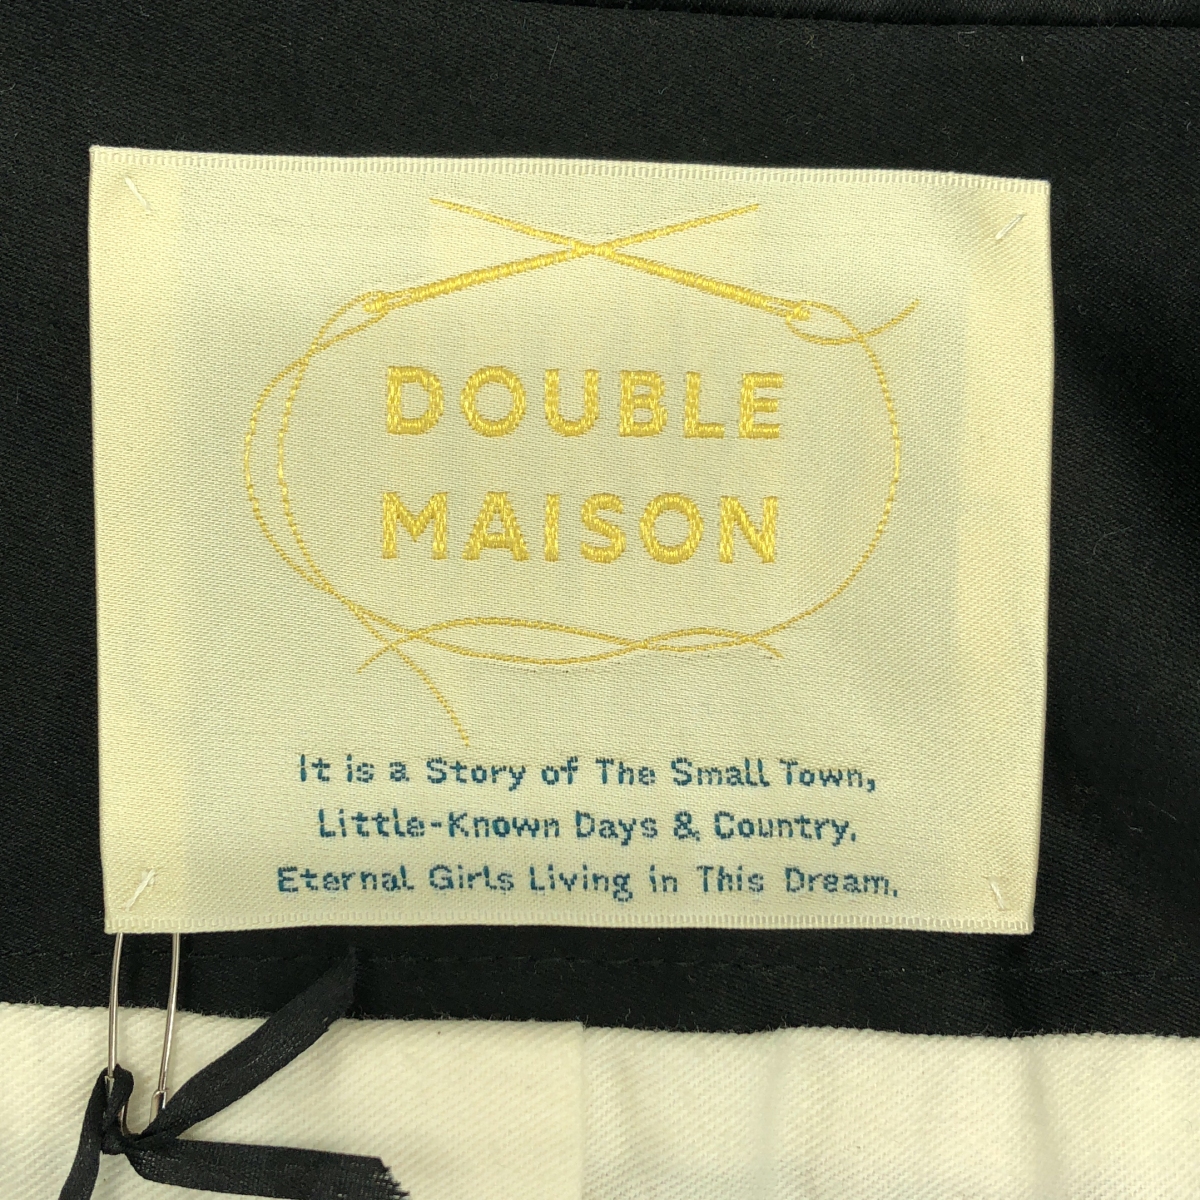 DOUBLE
MAISON
It is a Story of The Small Town,
Little-Known Days & Country.
Eternal Girls Living in This Dream.